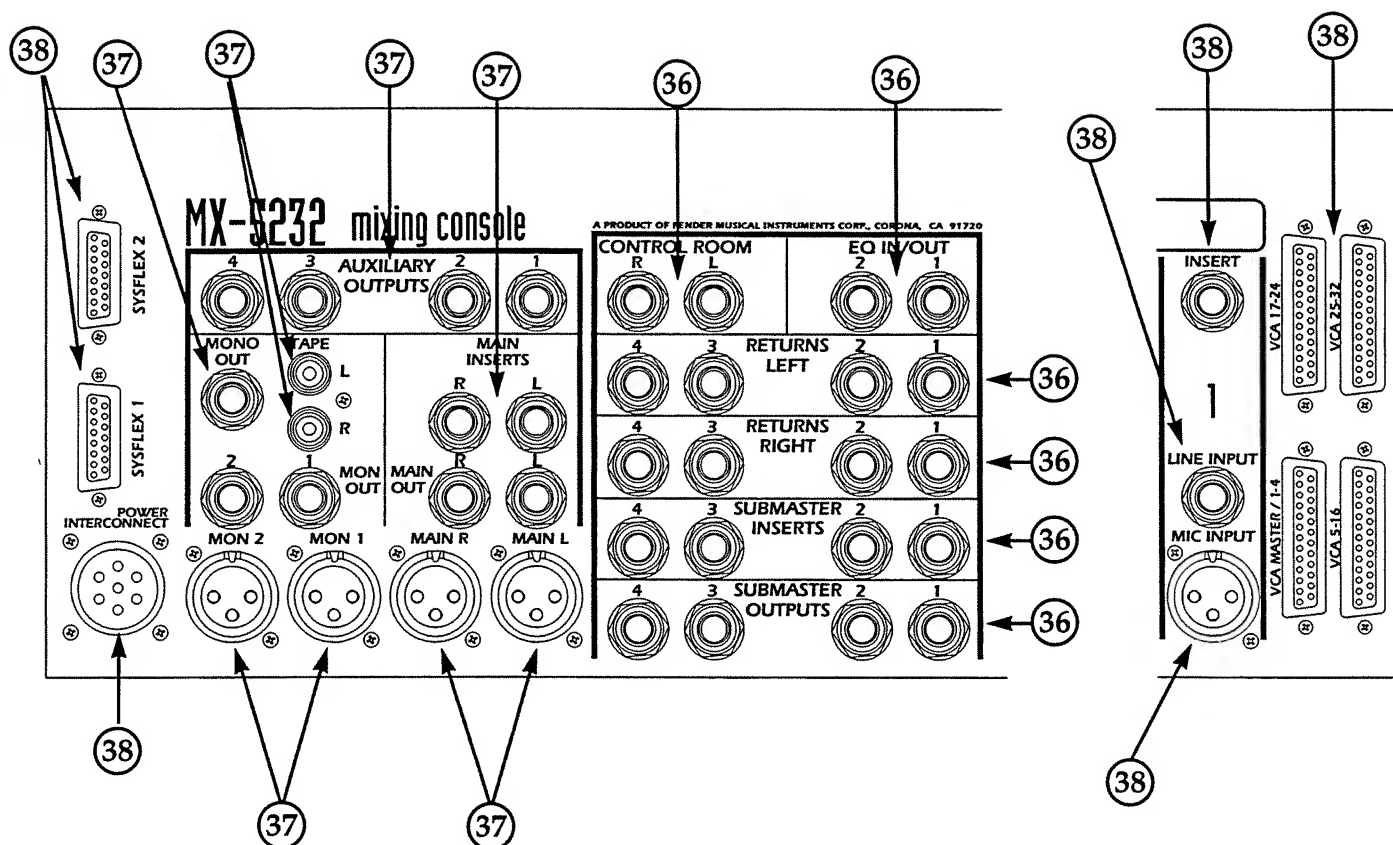 38
37
37
37
37
36
36
38
38
38
SYSFLEX 2
SYSFLEX 1
POWER
INTERCONNECT
38
MX-5232 mixing console
4 3 AUXILIARY 2 1
OUTPUTS
MONO
OUT
TAPE
L
R
MAIN
INSERTS
R L
2 1 MON
OUT
MAIN
OUT
R L
MON 2 MON 1 MAIN R MAIN L
37
37
A PRODUCT OF FENDER MUSICAL INSTRUMENTS CORP., CORONA, CA 91720
CONTROL ROOM EQ IN/OUT
R L 2 1
4 3 RETURNS 2 1
LEFT
36
4 3 RETURNS 2 1
RIGHT
36
4 3 SUBMASTER 2 1
INSERTS
36
4 3 SUBMASTER 2 1
OUTPUTS
36
INSERT
1
LINE INPUT
MIC INPUT
38
VCA 17-24
VCA 25-32
VCA MASTER / 1-4
VCA 5-16